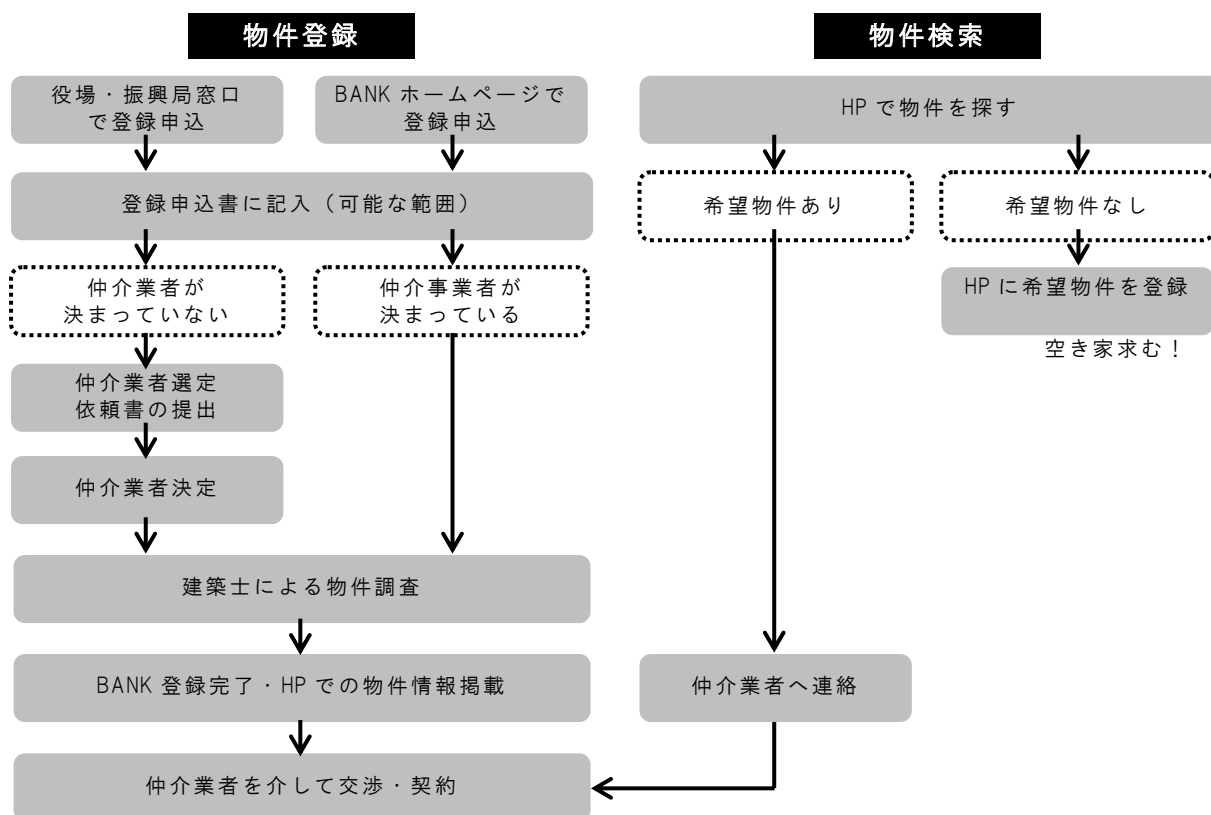 物件登録
役場・振興局窓口
で登録申込
BANK ホームページで
登録申込
登録申込書に記入（可能な範囲）
仲介業者が
決まっていない
仲介事業者が
決まっている
仲介業者選定
依頼書の提出
仲介業者決定
建築士による物件調査
BANK 登録完了・HP での物件情報掲載
仲介業者を介して交渉・契約
物件検索
HP で物件を探す
希望物件あり
希望物件なし
HP に希望物件を登録
空き家求む！
仲介業者へ連絡